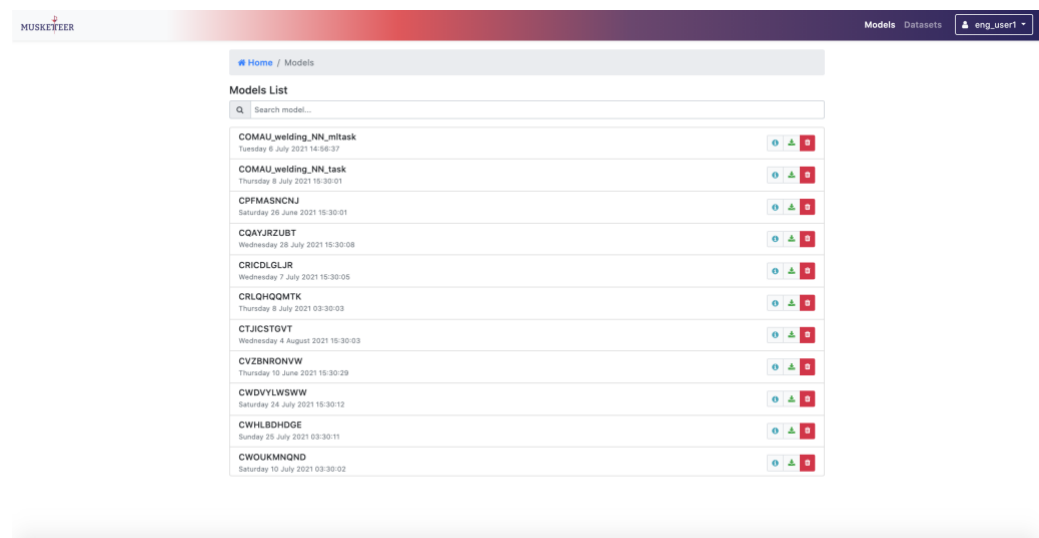 MUSKETEER
Models Datasets eng_user1
Home / Models
Models List
Search model...
COMAU_welding_NN_mltask
Tuesday 6 July 2021 14:56:37
COMAU_welding_NN_task
Thursday 8 July 2021 15:30:01
CPFMASNCNJ
Saturday 26 June 2021 15:30:01
CQAYJRZUBT
Wednesday 28 July 2021 15:30:08
CRICDLGLJR
Wednesday 7 July 2021 15:30:05
CRLQHQQMTK
Thursday 8 July 2021 03:30:03
CTJICSTGVT
Wednesday 4 August 2021 15:30:03
CVZBNRONVW
Thursday 10 June 2021 15:30:29
CWDVYLWSWW
Saturday 24 July 2021 15:30:12
CWHLBDHDGE
Sunday 25 July 2021 03:30:11
CWOUKMNQND
Saturday 10 July 2021 03:30:02